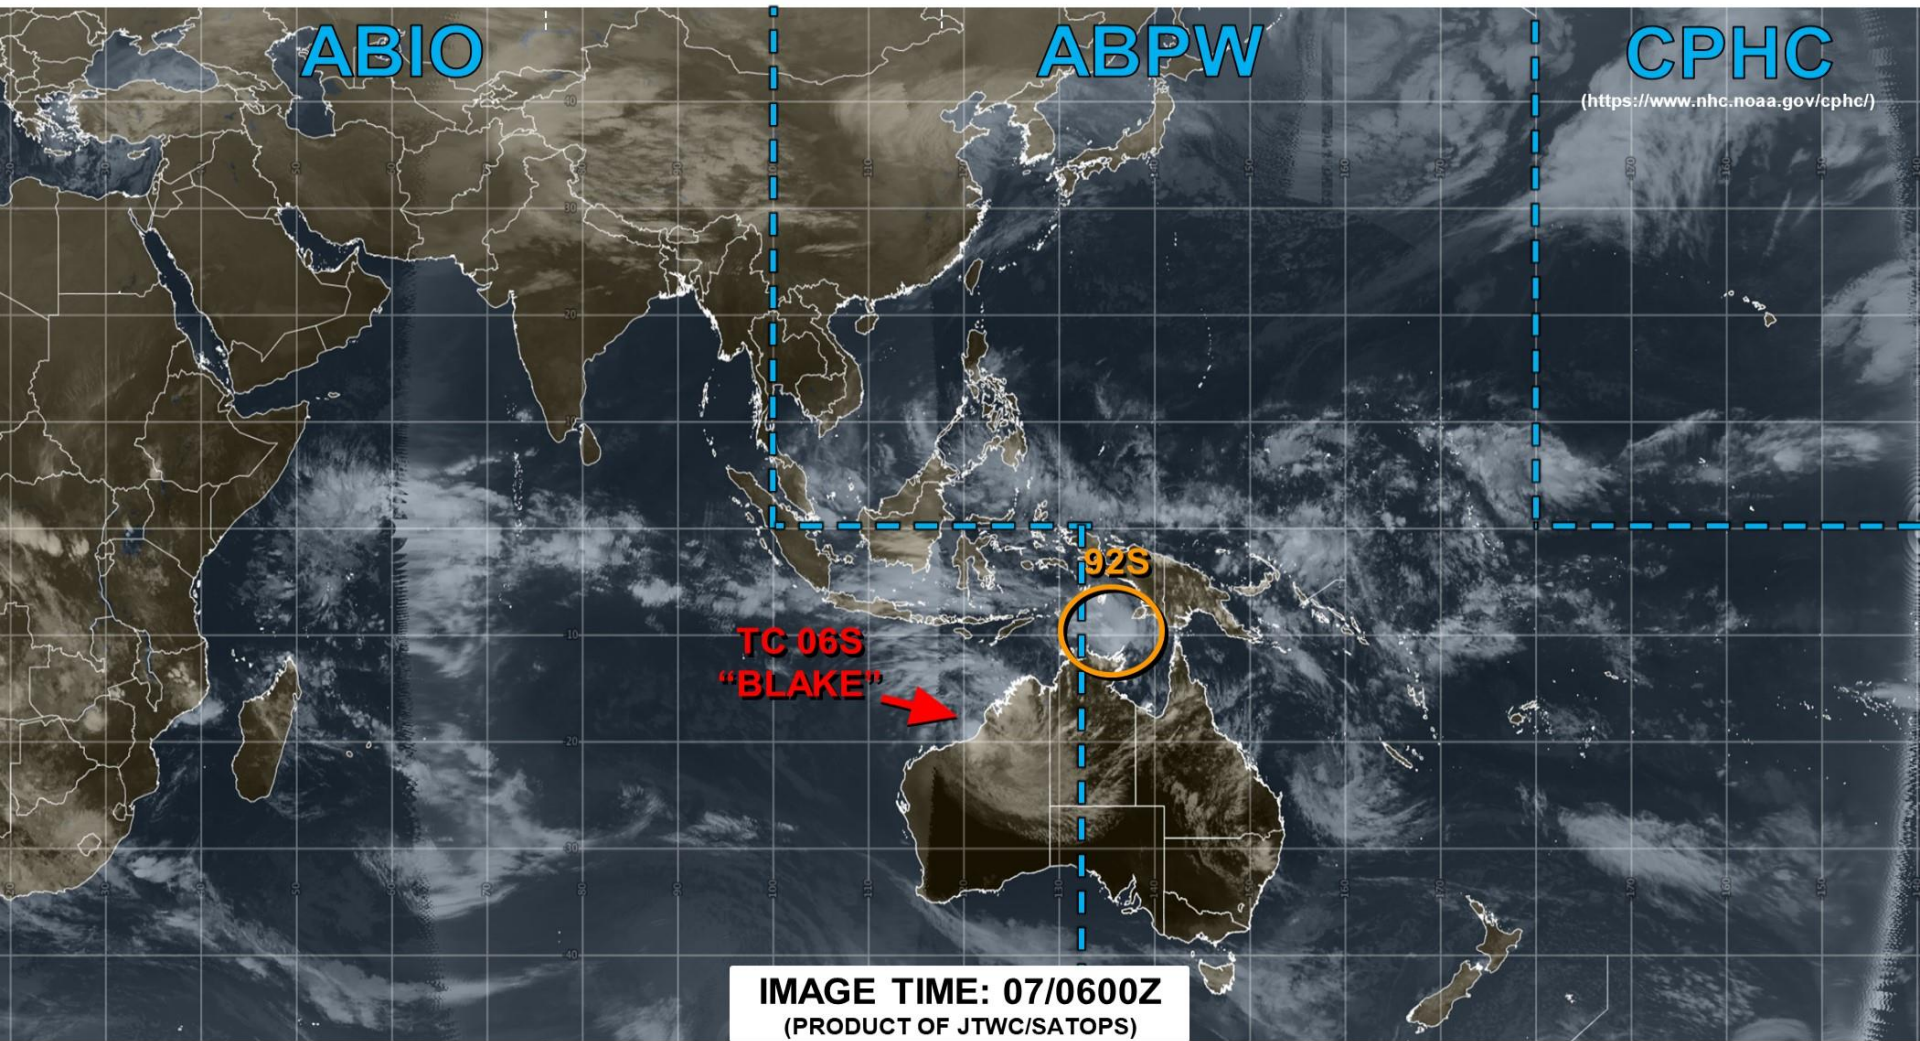 ABIO
ABPW
CPHC
(https://www.nhc.noaa.gov/cphc/)
92S
TC 06S
“BLAKE”
IMAGE TIME: 07/0600Z
(PRODUCT OF JTWC/SATOPS)